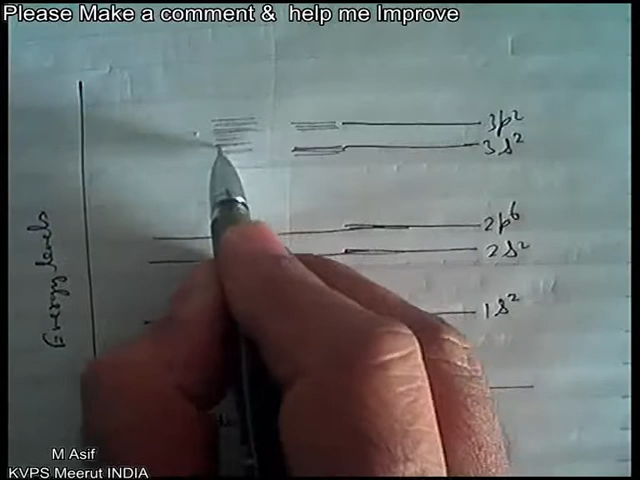 Please Make a comment & help me Improve
3p²
3s²
2p⁶
2s²
1s²
Energy levels
M Asif
KVPS Meerut INDIA